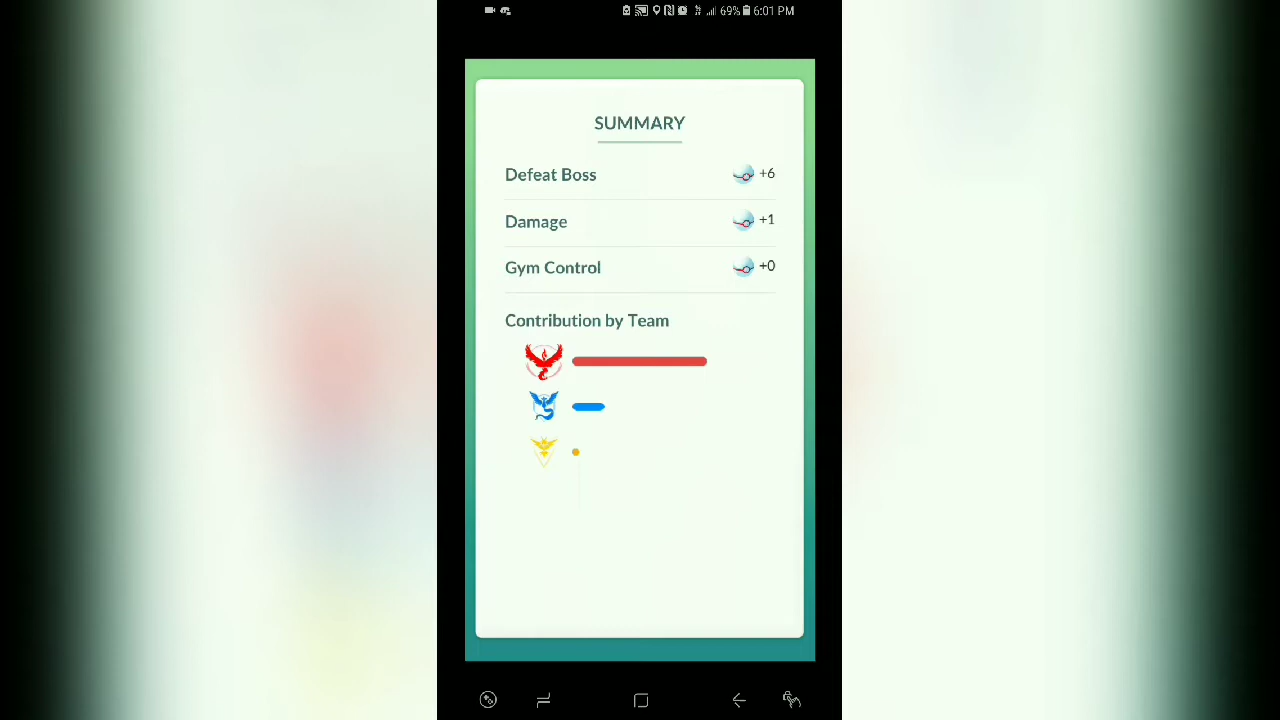 69% 6:01 PM
SUMMARY
Defeat Boss +6
Damage +1
Gym Control +0
Contribution by Team